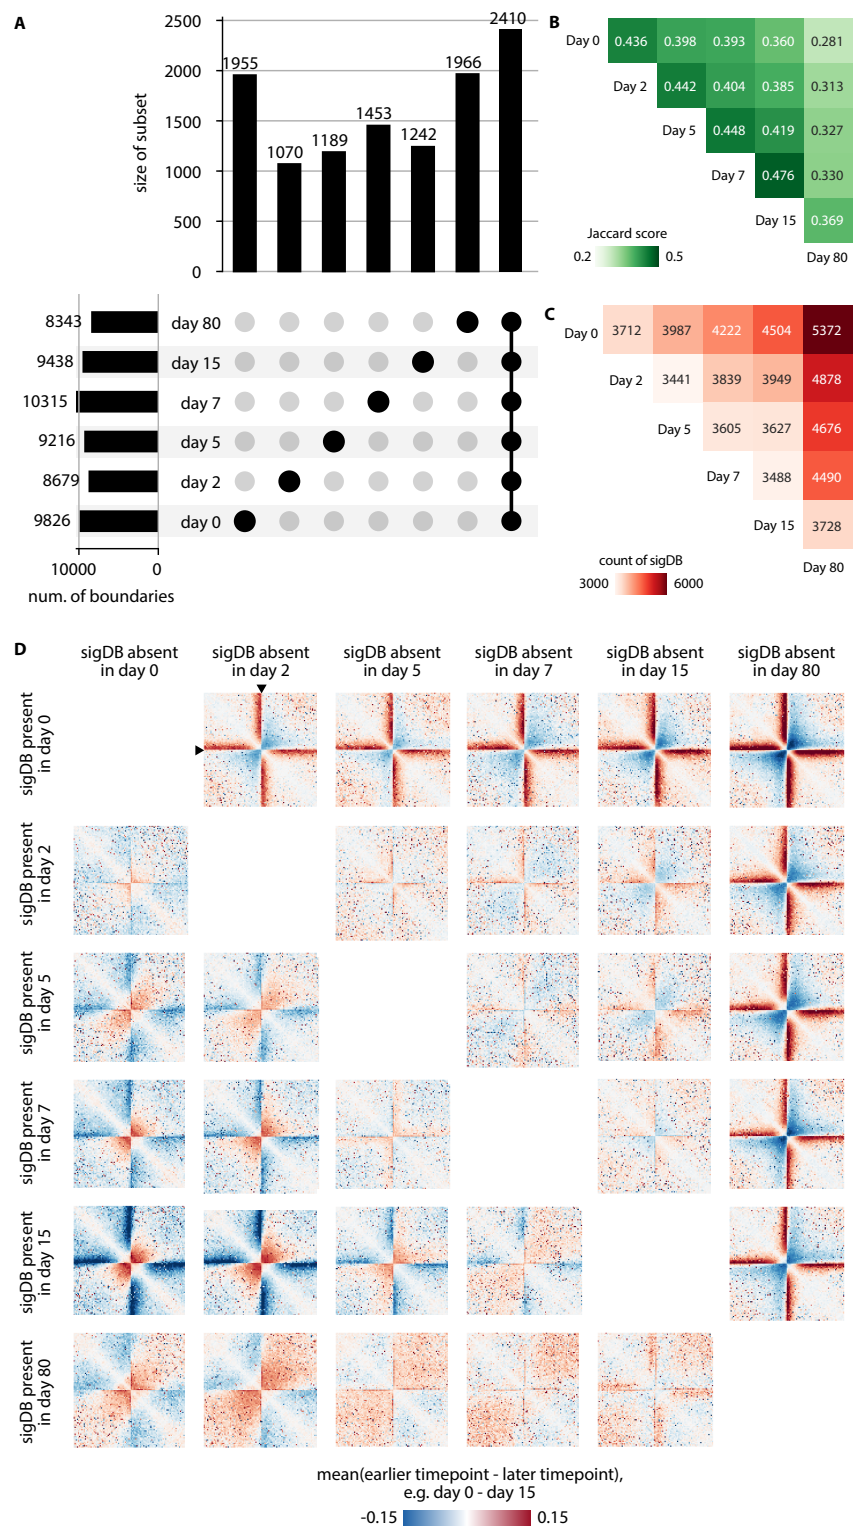 A
2500
2000
1500
1000
500
0
size of subset
1955
1070
1189
1453
1242
1966
2410
8343
9438
10315
9216
8679
9826
day 80
day 15
day 7
day 5
day 2
day 0
10000 0
num. of boundaries
B
Day 0 0.436 0.398 0.393 0.360 0.281
Day 2 0.442 0.404 0.385 0.313
Day 5 0.448 0.419 0.327
Day 7 0.476 0.330
Day 15 0.369
Day 80
Jaccard score
0.2 0.5
C
Day 0 3712 3987 4222 4504 5372
Day 2 3441 3839 3949 4878
Day 5 3605 3627 4676
Day 7 3488 4490
Day 15 3728
Day 80
count of sigDB
3000 6000
D
sigDB absent
in day 0
sigDB absent
in day 2
sigDB absent
in day 5
sigDB absent
in day 7
sigDB absent
in day 15
sigDB absent
in day 80
sigDB present
in day 0
sigDB present
in day 2
sigDB present
in day 5
sigDB present
in day 7
sigDB present
in day 15
sigDB present
in day 80
mean(earlier timepoint - later timepoint),
e.g. day 0 - day 15
-0.15 0.15